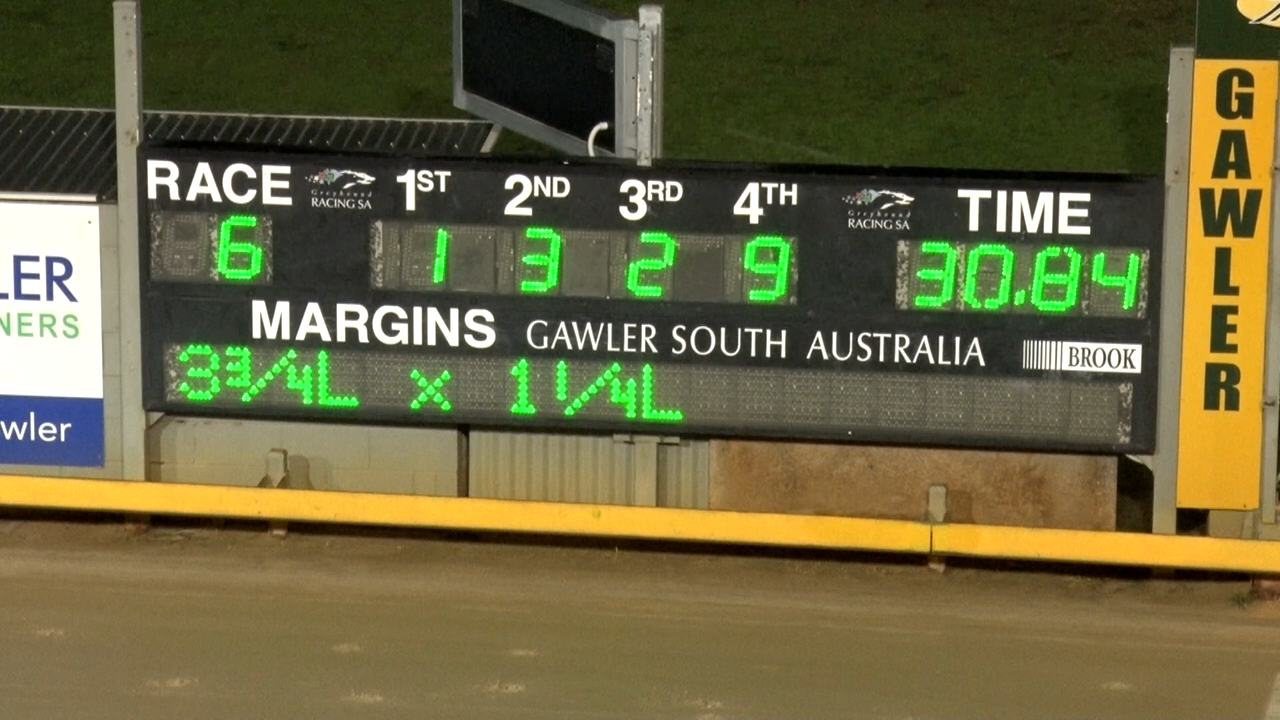 RACE Greyhound RACING SA 1ST 2ND 3RD 4TH Greyhound RACING SA TIME
6 1 3 2 9 30.84
MARGINS GAWLER SOUTH AUSTRALIA BROOK
3¾L x 1¼L
GAWLER
LER
NERS
wler